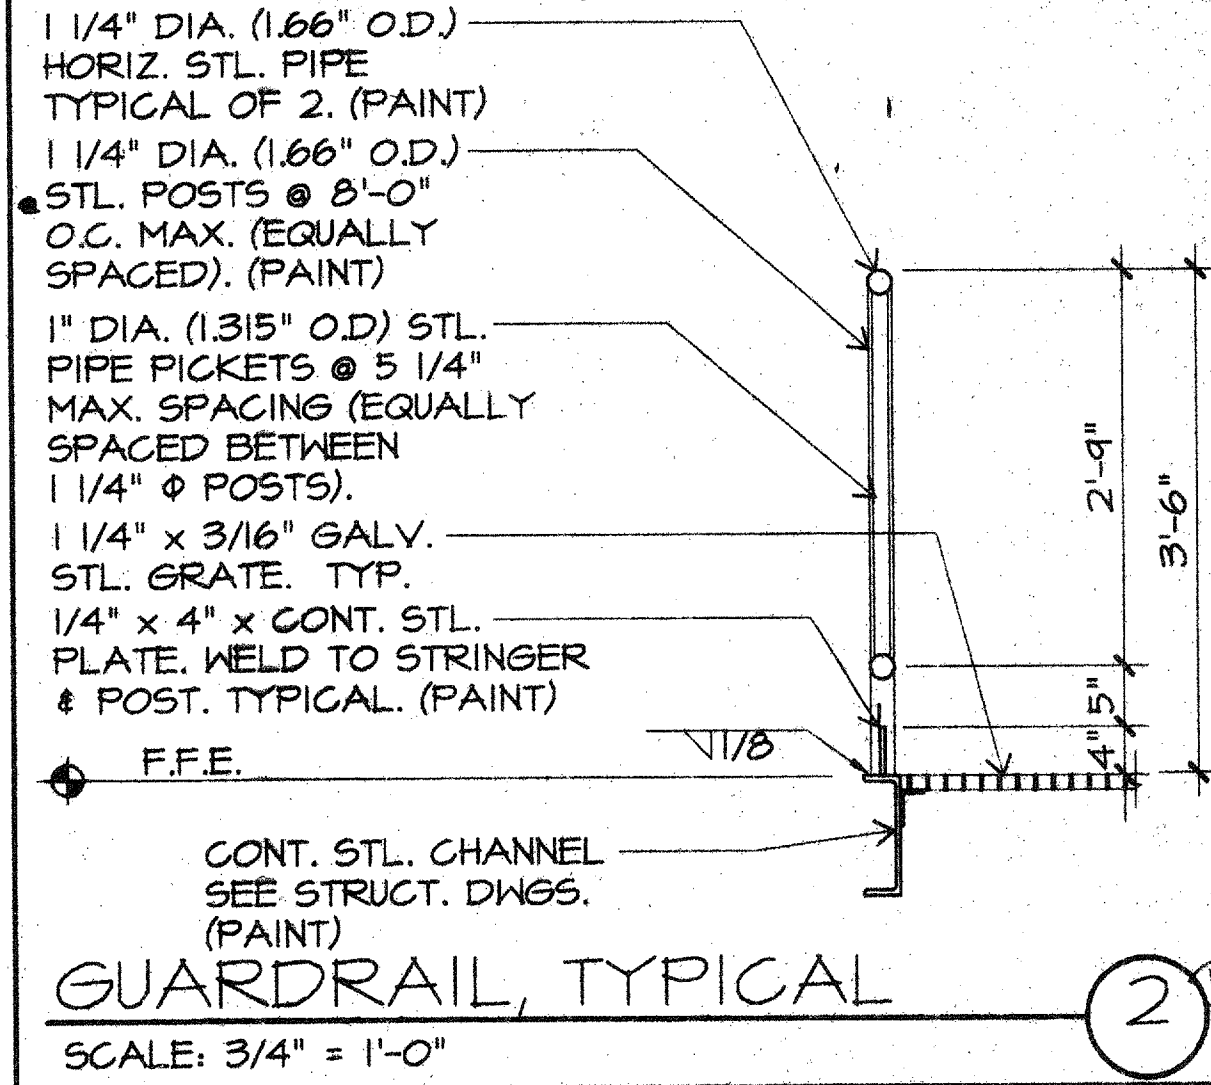 1 1/4" DIA. (1.66" O.D.)
HORIZ. STL. PIPE
TYPICAL OF 2. (PAINT)
1 1/4" DIA. (1.66" O.D.)
STL. POSTS @ 8'-0"
O.C. MAX. (EQUALLY
SPACED). (PAINT)
1" DIA. (1.315" O.D) STL.
PIPE PICKETS @ 5 1/4"
MAX. SPACING (EQUALLY
SPACED BETWEEN
1 1/4" Φ POSTS).
1 1/4" x 3/16" GALV.
STL. GRATE. TYP.
1/4" x 4" x CONT. STL.
PLATE. WELD TO STRINGER
& POST. TYPICAL. (PAINT)
F.F.E.
1/8
CONT. STL. CHANNEL
SEE STRUCT. DWGS.
(PAINT)
2'-9"
3'-6"
5"
4"
GUARDRAIL, TYPICAL
2
SCALE: 3/4" = 1'-0"